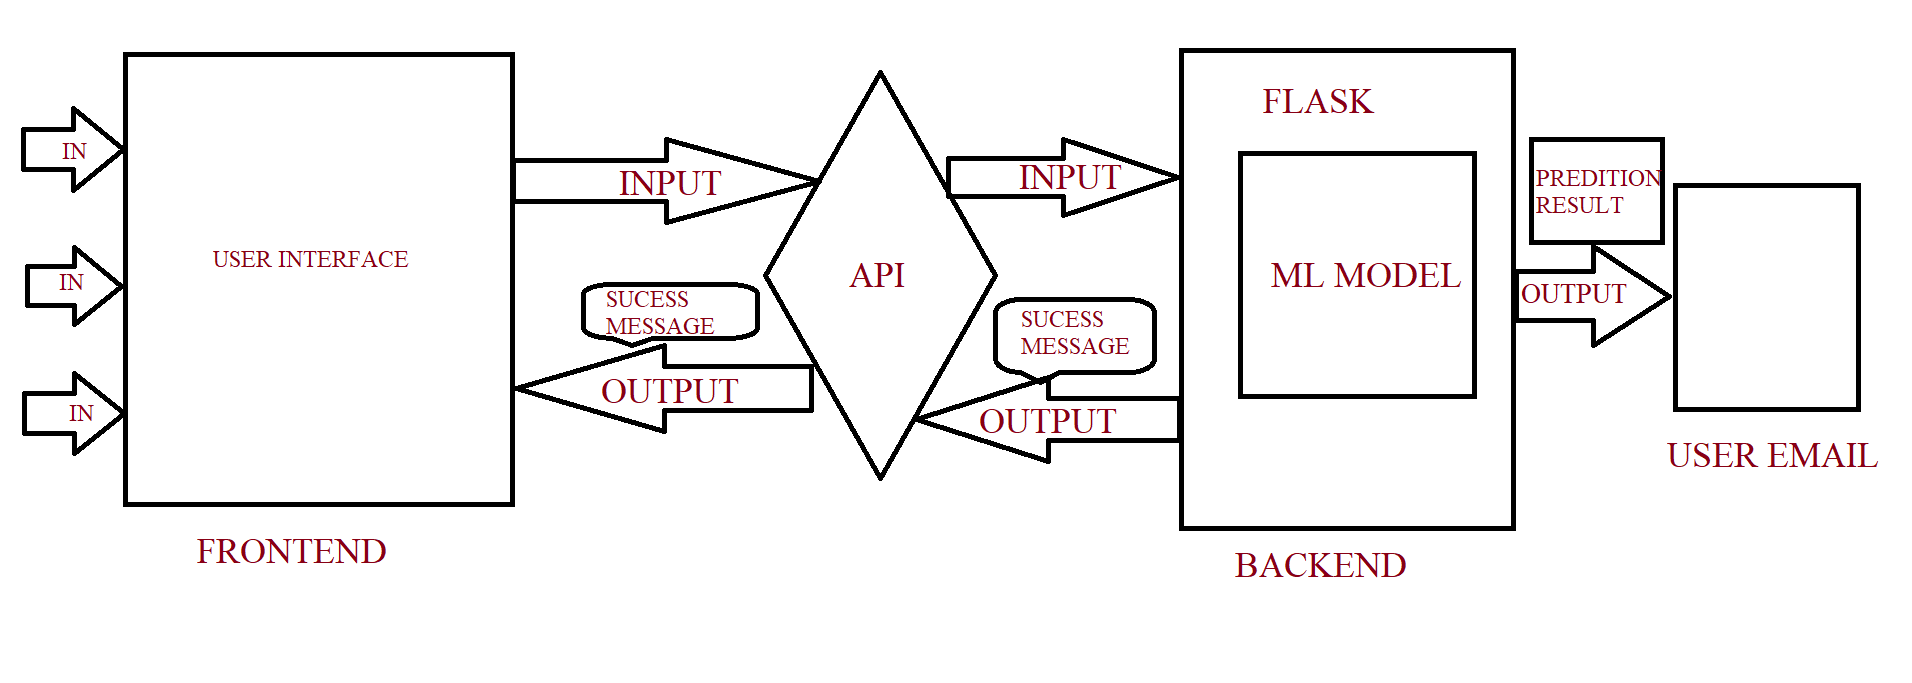 IN
IN
IN
USER INTERFACE
FRONTEND
INPUT
SUCESS
MESSAGE
OUTPUT
API
INPUT
SUCESS
MESSAGE
OUTPUT
FLASK
ML MODEL
BACKEND
PREDITION
RESULT
OUTPUT
USER EMAIL